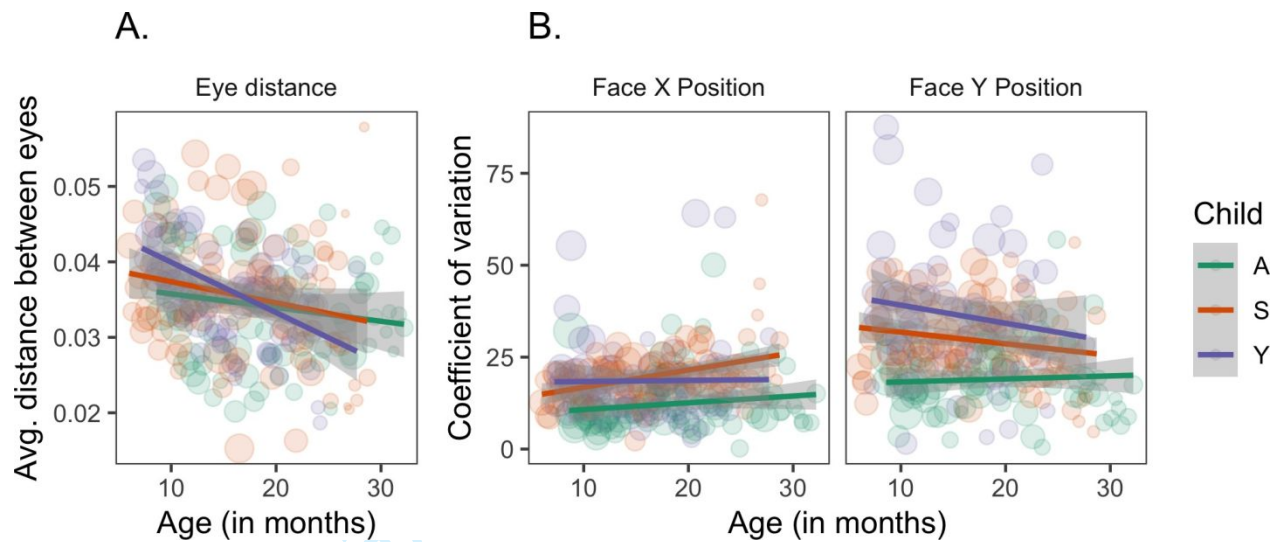 A.
B.
Eye distance
Face X Position
Face Y Position
Avg. distance between eyes
0.05
0.04
0.03
0.02
10 20 30
Age (in months)
Coefficient of variation
75
50
25
0
10 20 30
10 20 30
Age (in months)
Child
A
S
Y